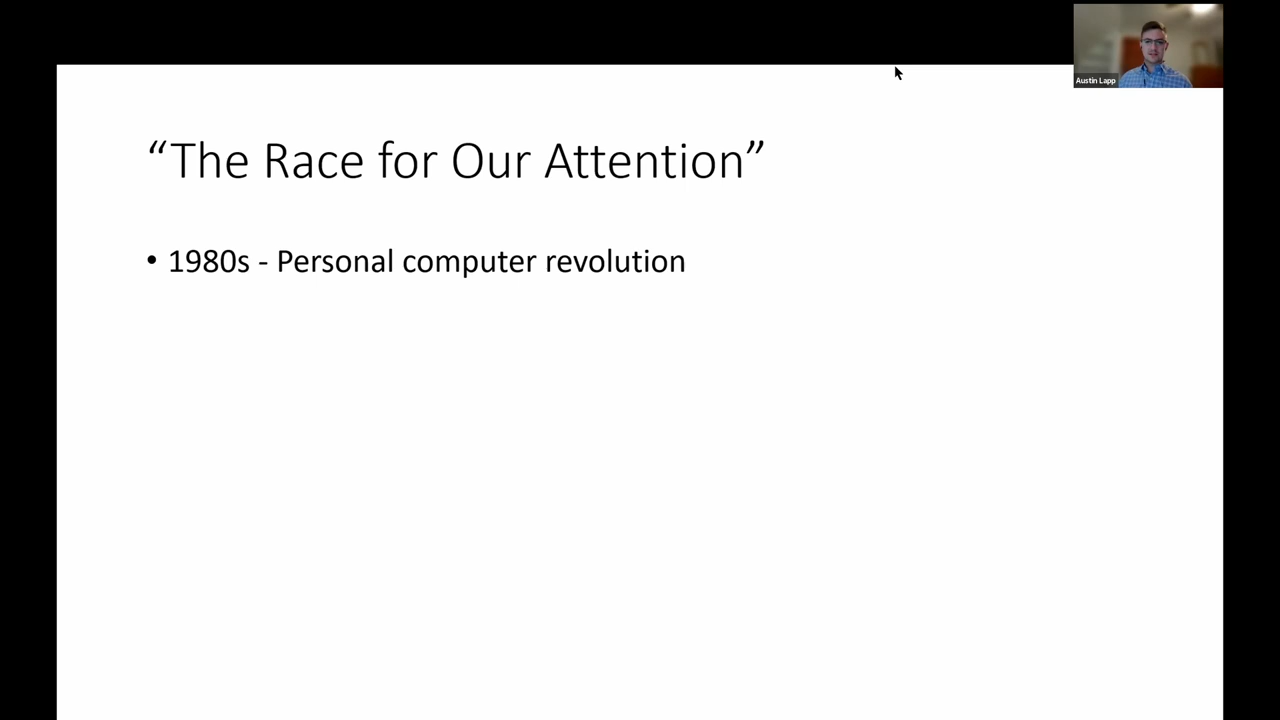 Austin Lapp
“The Race for Our Attention”
• 1980s - Personal computer revolution